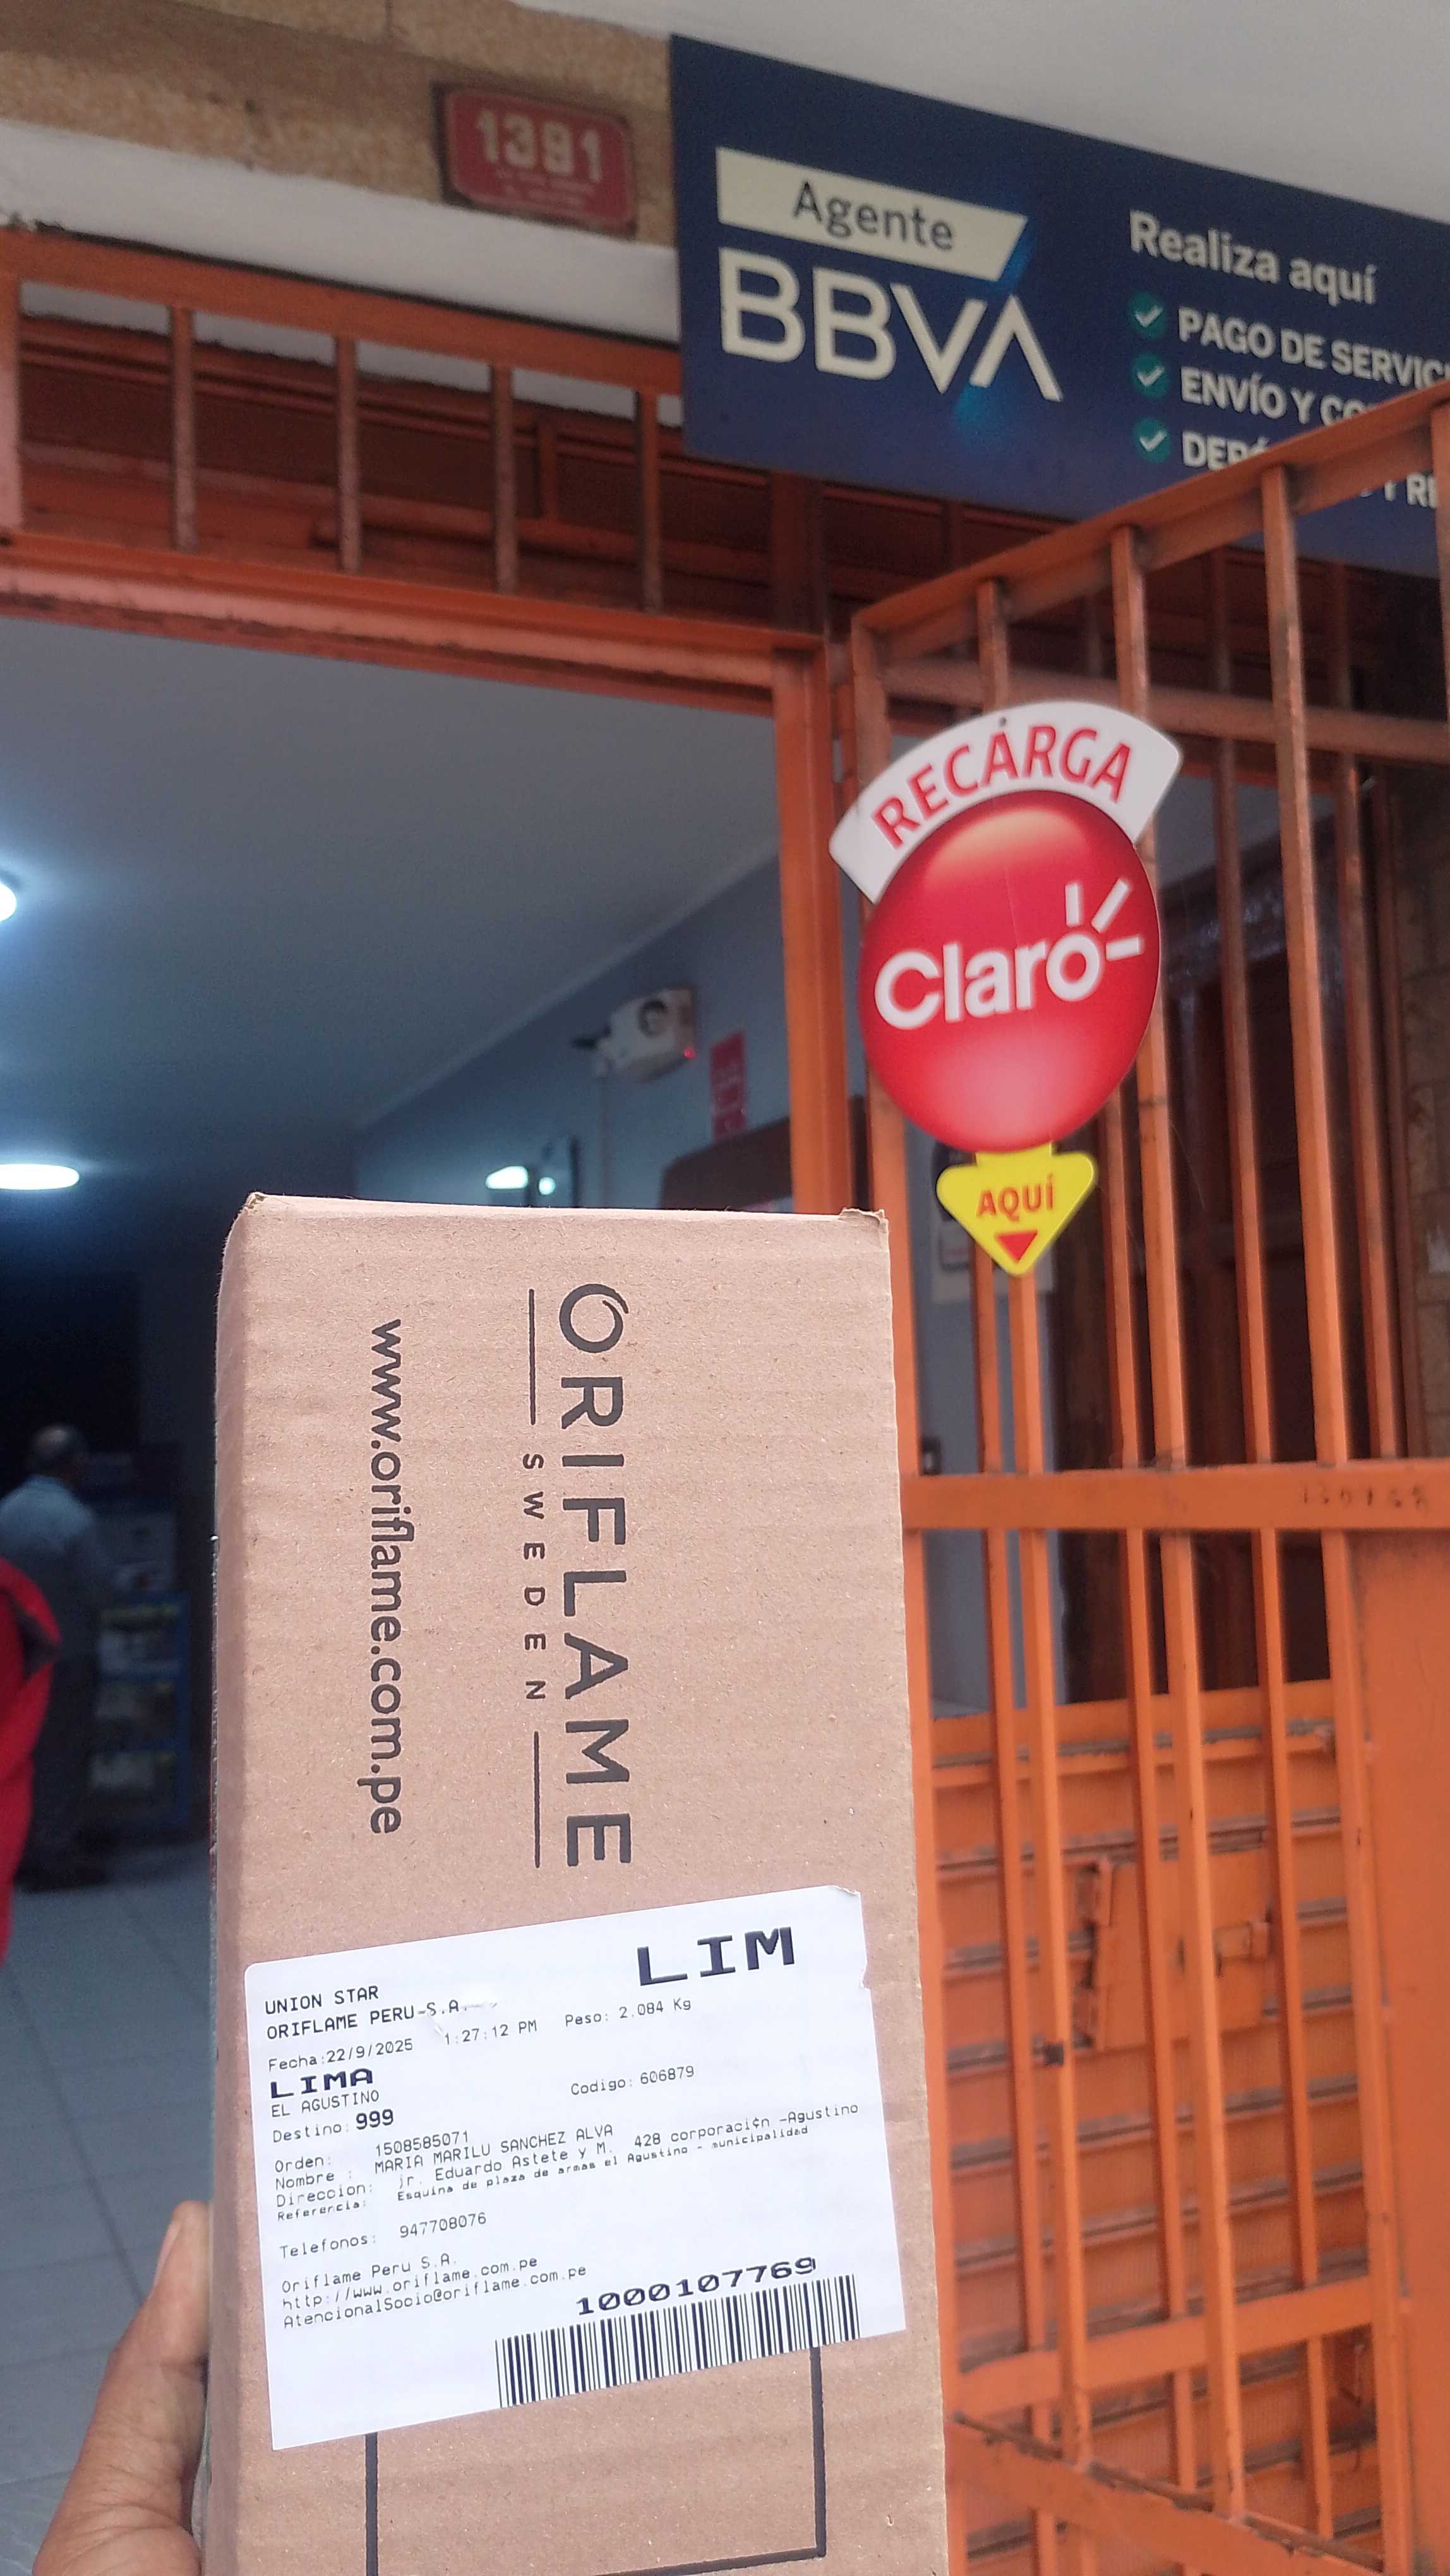 1391
Agente
BBVA
Realiza aquí
PAGO DE SERVIC
ENVÍO Y CO
DEPÓ
Y RE
RECARGA
Claro
AQUÍ
ORIFLAME
SWEDEN
www.oriflame.com.pe
LIM
UNION STAR
ORIFLAME PERU-S.A.
Fecha:22/9/2025 1:27:12 PM Peso: 2.084 Kg
LIMA
EL AGUSTINO Codigo: 606879
Destino: 999
Orden: 1508585071
Nombre : MARIA MARILU SANCHEZ ALVA
Direccion: jr. Eduardo Astete y M. 428 corporaci¢n -Agustino
Referencia: Esquina de plaza de armas el Agustino - municipalidad
Telefonos: 947708076
Oriflame Peru S.A.
http://www.oriflame.com.pe
AtencionalSocio@oriflame.com.pe
1000107769